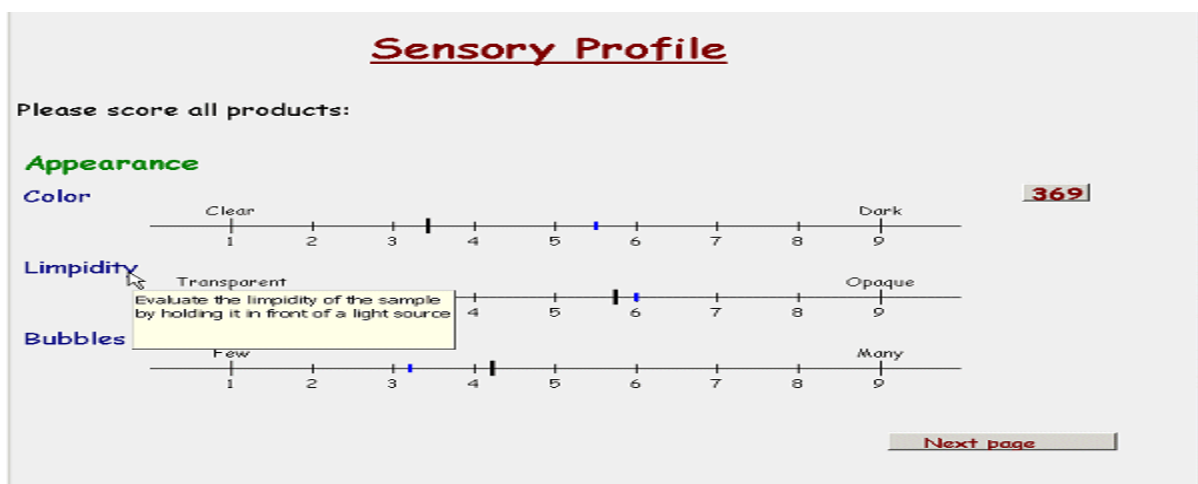 Sensory Profile
Please score all products:
Appearance
Color
369
Clear Dark
1 2 3 4 5 6 7 8 9
Limpidity
Transparent Opaque
Evaluate the limpidity of the sample
by holding it in front of a light source
4 5 6 7 8 9
Bubbles
Few Many
1 2 3 4 5 6 7 8 9
Next page